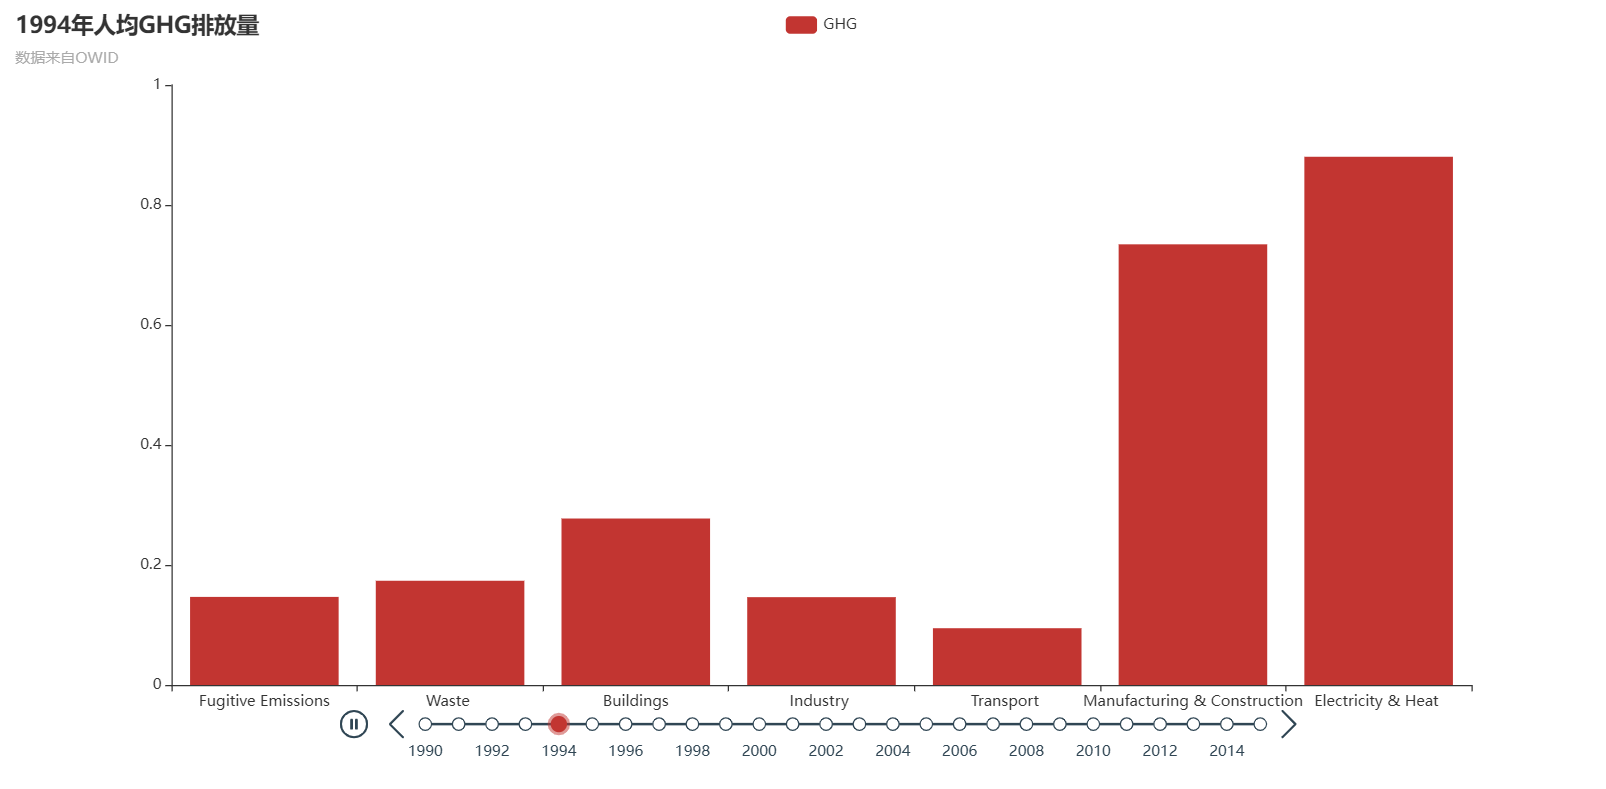 1994年人均GHG排放量
数据来自OWID
GHG
1
0.8
0.6
0.4
0.2
0
Fugitive Emissions
Waste
Buildings
Industry
Transport
Manufacturing & Construction
Electricity & Heat
1990
1992
1994
1996
1998
2000
2002
2004
2006
2008
2010
2012
2014